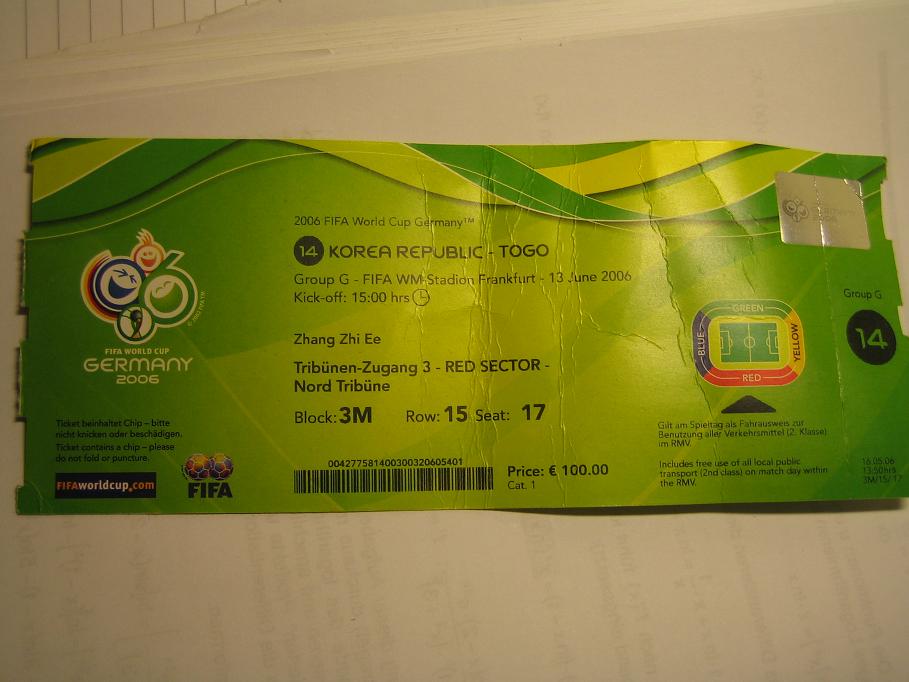 2006 FIFA World Cup Germany™
14 KOREA REPUBLIC - TOGO
Group G - FIFA WM-Stadion Frankfurt - 13 June 2006
Kick-off: 15:00 hrs
Zhang Zhi Ee
Tribünen-Zugang 3 - RED SECTOR -
Nord Tribüne
Block: 3M Row: 15 Seat: 17
004277581400300320605401
Price: € 100.00
Cat. 1
FIFA WORLD CUP
GERMANY
2006
Ticket beinhaltet Chip – bitte
nicht knicken oder beschädigen.
Ticket contains a chip – please
do not fold or puncture.
FIFAworldcup.com
FIFA
GREEN
BLUE
YELLOW
RED
Gilt am Spieltag als Fahrausweis zur
Benutzung aller Verkehrsmittel (2. Klasse)
im RMV.
Includes free use of all local public
transport (2nd class) on match day within
the RMV.
Group G
14
16.05.06
13:50hrs
3M/15/17